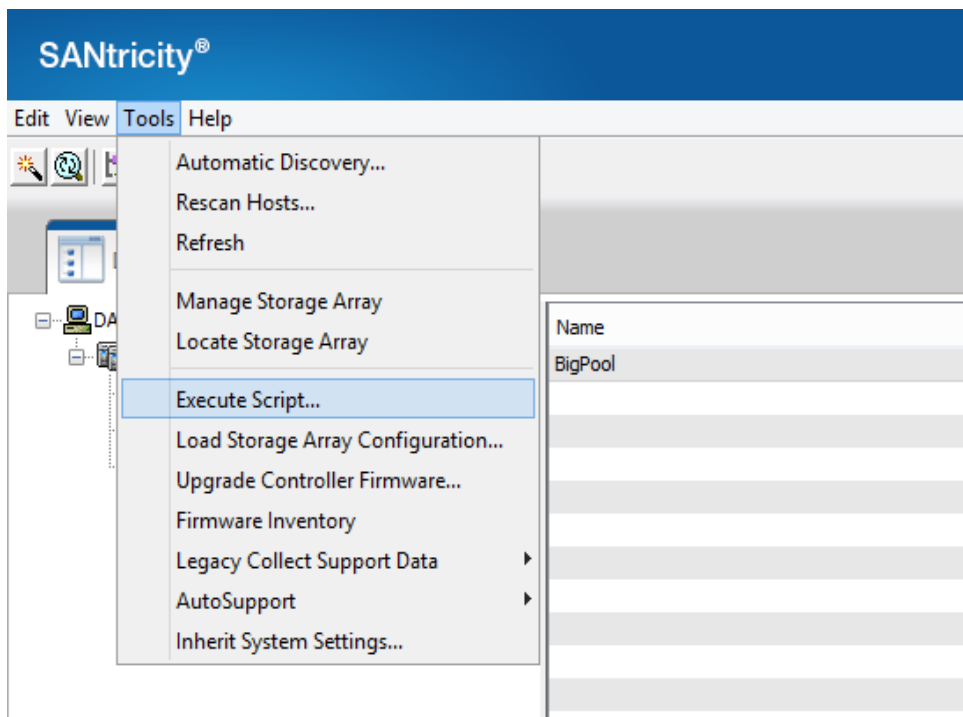 SANtricity®
Edit View Tools Help
Automatic Discovery...
Rescan Hosts...
Refresh
Manage Storage Array
Locate Storage Array
Execute Script...
Load Storage Array Configuration...
Upgrade Controller Firmware...
Firmware Inventory
Legacy Collect Support Data
AutoSupport
Inherit System Settings...
Name
BigPool